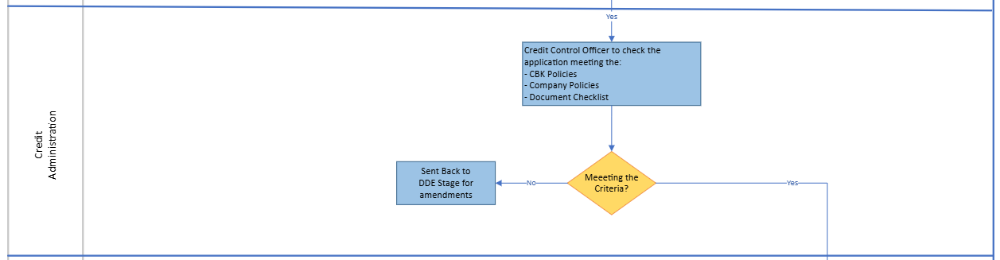 Yes
Credit Control Officer to check the
application meeting the:
- CBK Policies
- Company Policies
- Document Checklist
Credit
Administration
Sent Back to
DDE Stage for
amendments
No
Meeeting the
Criteria?
Yes